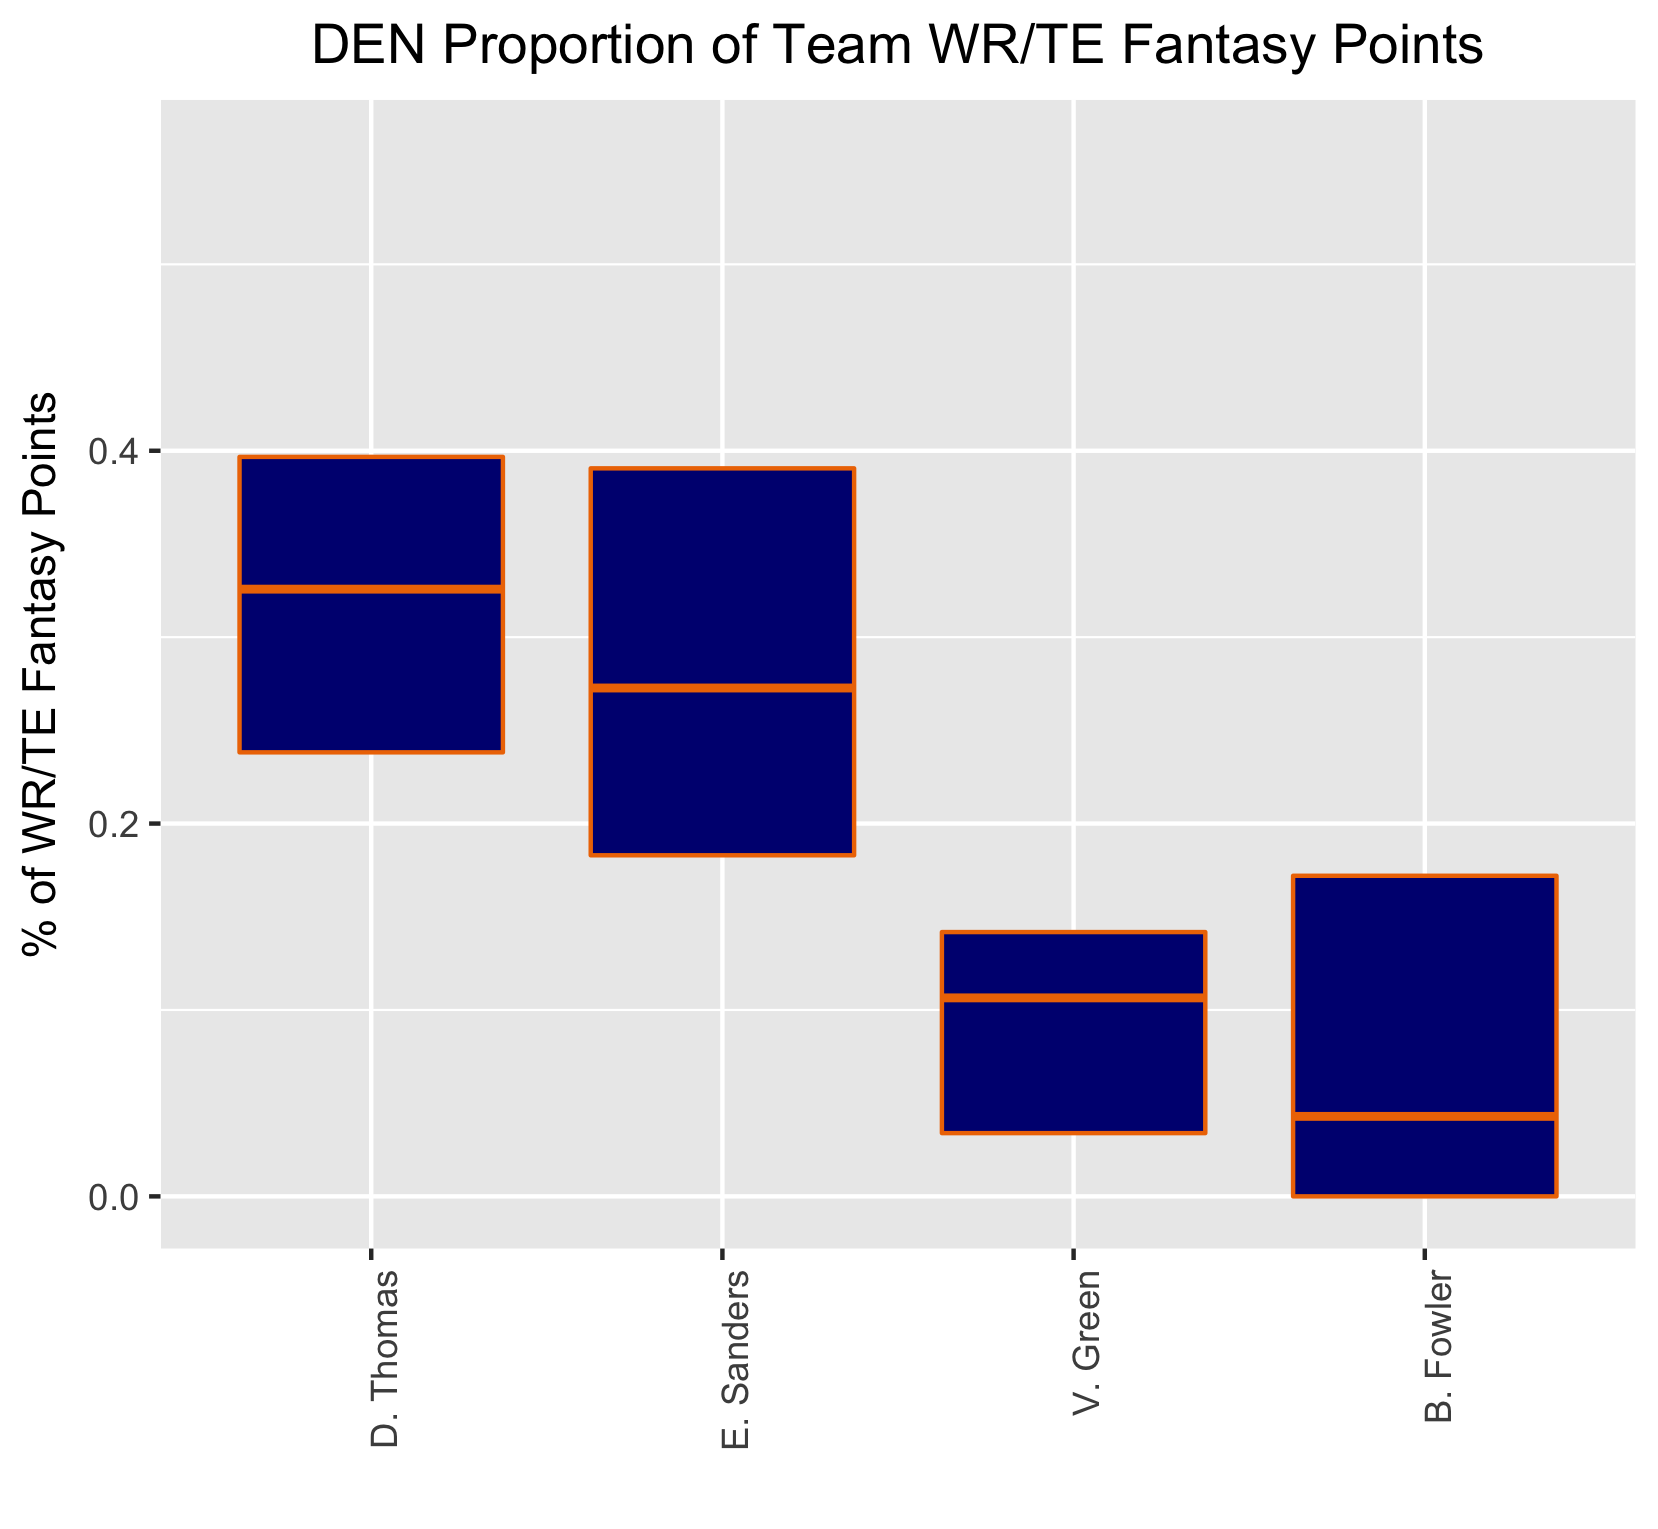 DEN Proportion of Team WR/TE Fantasy Points
% of WR/TE Fantasy Points
0.4
0.2
0.0
D. Thomas
E. Sanders
V. Green
B. Fowler